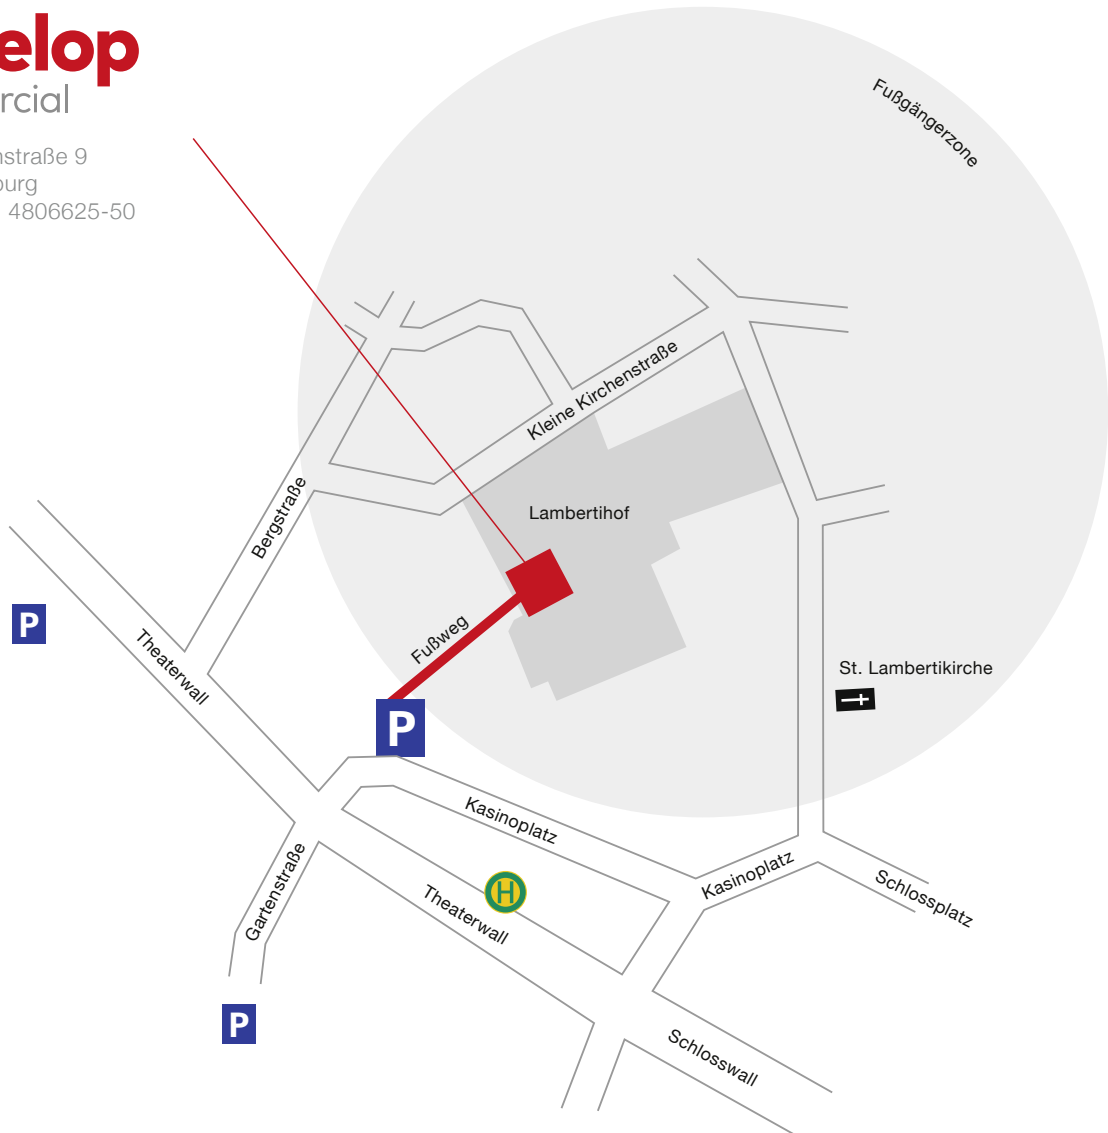 elop
rcial
nstraße 9
burg
4806625-50
Fußgängerzone
Kleine Kirchenstraße
Bergstraße
Lambertihof
P
Theaterwall
Fußweg
St. Lambertikirche
P
Kasinoplatz
Kasinoplatz
Gartenstraße
H
Theaterwall
Schlossplatz
P
Schlosswall